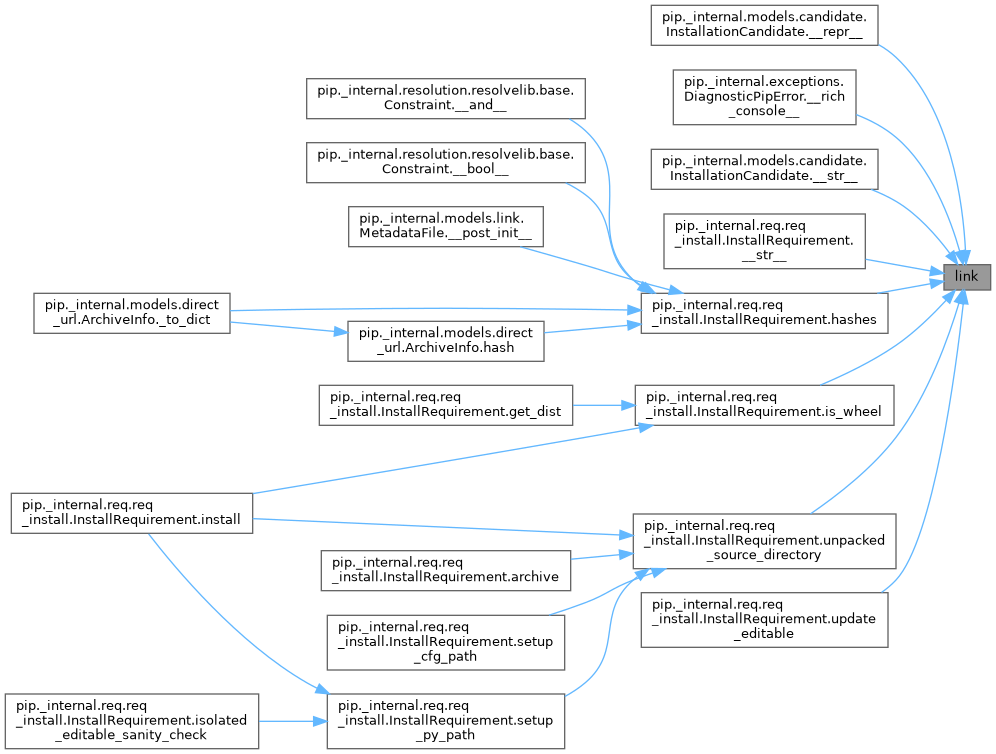 pip._internal.models.candidate.
InstallationCandidate.__repr__
pip._internal.exceptions.
DiagnosticPipError.__rich
_console__
pip._internal.resolution.resolvelib.base.
Constraint.__and__
pip._internal.models.candidate.
InstallationCandidate.__str__
pip._internal.resolution.resolvelib.base.
Constraint.__bool__
pip._internal.models.link.
MetadataFile.__post_init__
pip._internal.req.req
_install.InstallRequirement.
__str__
link
pip._internal.models.direct
_url.ArchiveInfo._to_dict
pip._internal.models.direct
_url.ArchiveInfo.hash
pip._internal.req.req
_install.InstallRequirement.hashes
pip._internal.req.req
_install.InstallRequirement.get_dist
pip._internal.req.req
_install.InstallRequirement.is_wheel
pip._internal.req.req
_install.InstallRequirement.install
pip._internal.req.req
_install.InstallRequirement.unpacked
_source_directory
pip._internal.req.req
_install.InstallRequirement.archive
pip._internal.req.req
_install.InstallRequirement.setup
_cfg_path
pip._internal.req.req
_install.InstallRequirement.update
_editable
pip._internal.req.req
_install.InstallRequirement.isolated
_editable_sanity_check
pip._internal.req.req
_install.InstallRequirement.setup
_py_path